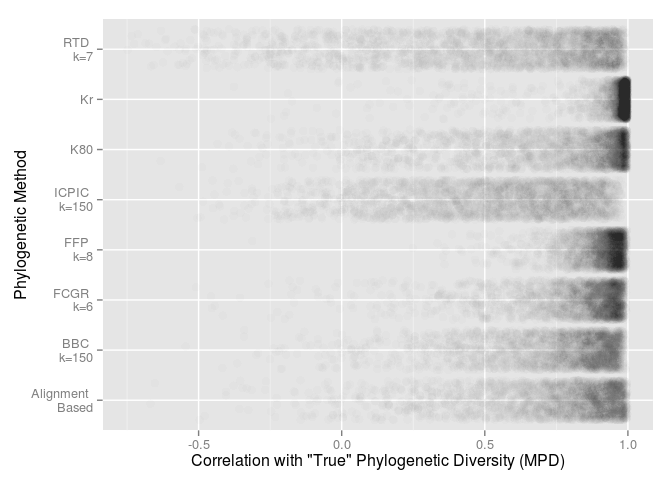 Phylogenetic Method
RTD
k=7
Kr
K80
ICPIC
k=150
FFP
k=8
FCGR
k=6
BBC
k=150
Alignment
Based
-0.5
0.0
0.5
1.0
Correlation with "True" Phylogenetic Diversity (MPD)